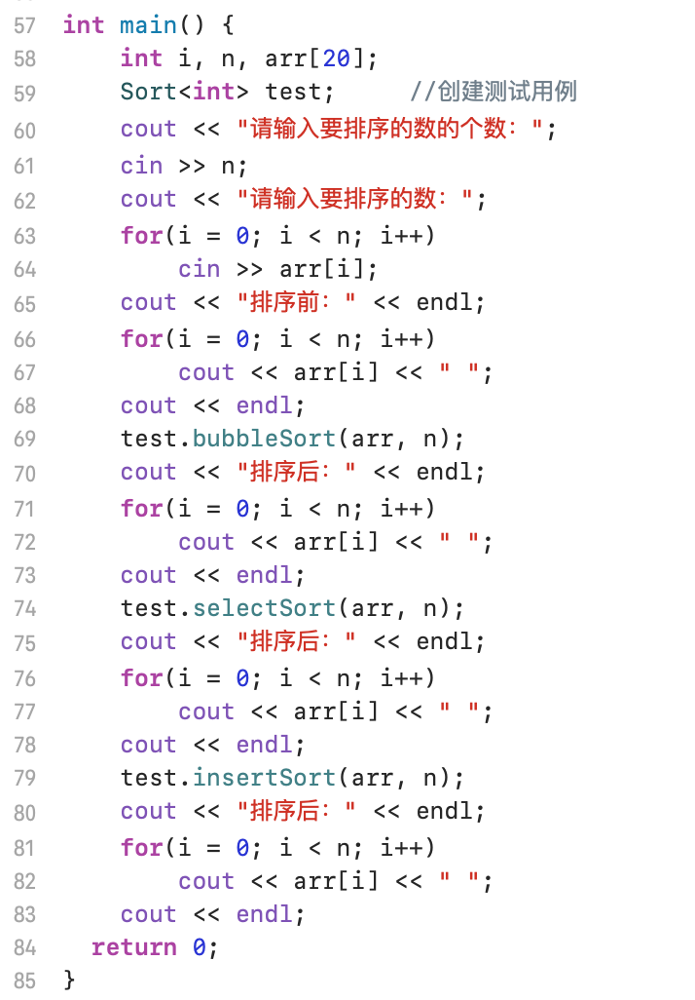 57 int main() {
58     int i, n, arr[20];
59     Sort<int> test;     //创建测试用例
60     cout << "请输入要排序的数的个数：";
61     cin >> n;
62     cout << "请输入要排序的数：";
63     for(i = 0; i < n; i++)
64         cin >> arr[i];
65     cout << "排序前：" << endl;
66     for(i = 0; i < n; i++)
67         cout << arr[i] << " ";
68     cout << endl;
69     test.bubbleSort(arr, n);
70     cout << "排序后：" << endl;
71     for(i = 0; i < n; i++)
72         cout << arr[i] << " ";
73     cout << endl;
74     test.selectSort(arr, n);
75     cout << "排序后：" << endl;
76     for(i = 0; i < n; i++)
77         cout << arr[i] << " ";
78     cout << endl;
79     test.insertSort(arr, n);
80     cout << "排序后：" << endl;
81     for(i = 0; i < n; i++)
82         cout << arr[i] << " ";
83     cout << endl;
84   return 0;
85 }